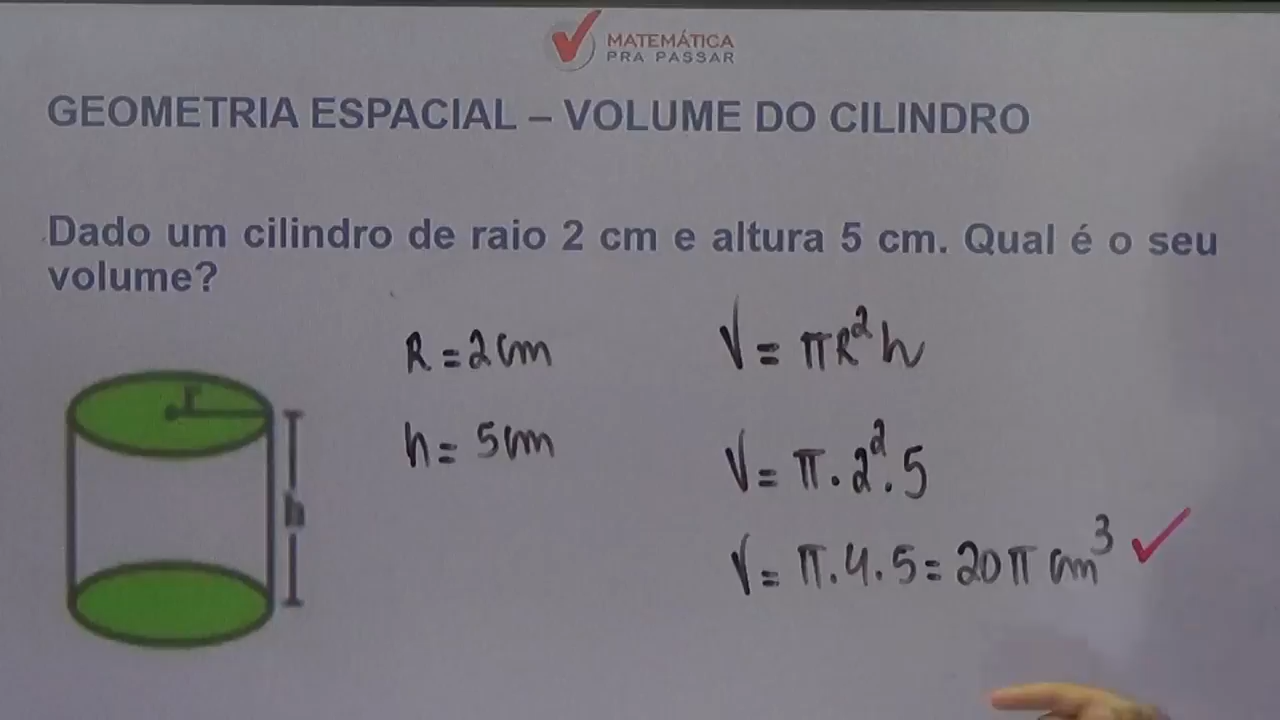 MATEMÁTICA
PRA PASSAR
GEOMETRIA ESPACIAL – VOLUME DO CILINDRO
Dado um cilindro de raio 2 cm e altura 5 cm. Qual é o seu
volume?
R = 2cm
h = 5cm
V = πR²h
V = π.2².5
V = π.4.5 = 20π cm³
r
h